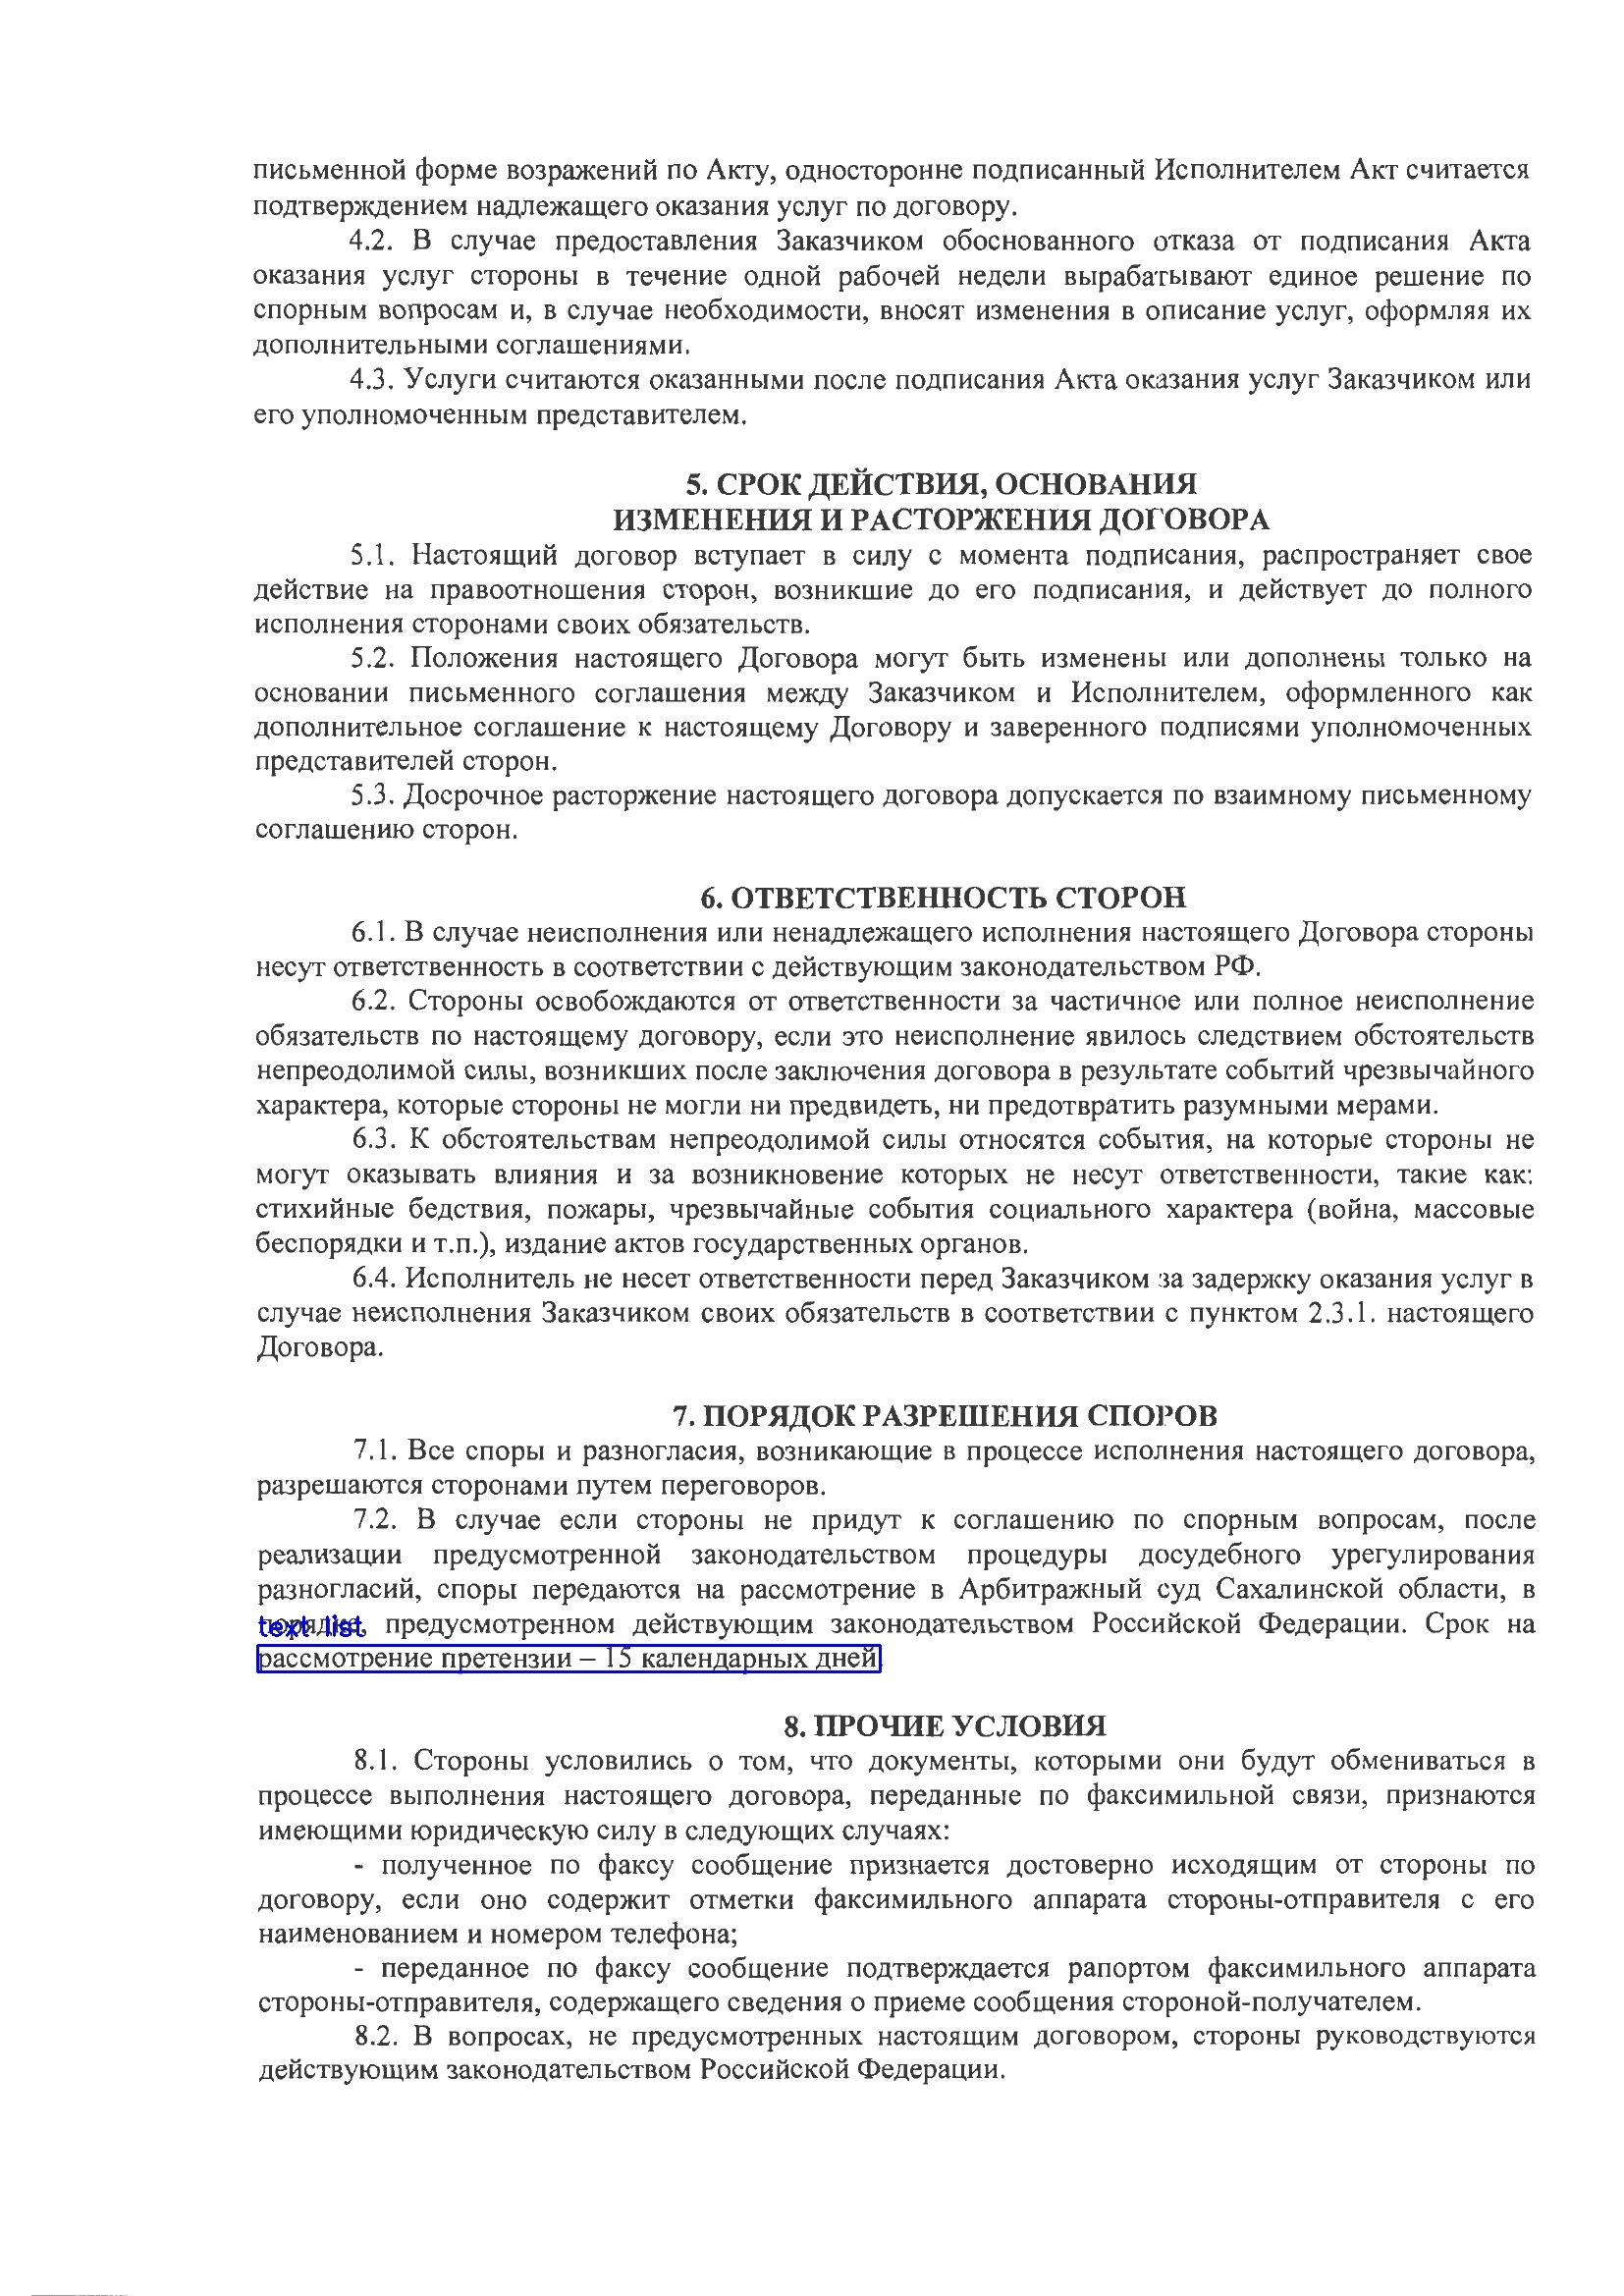 письменной форме возражений по Акту, односторонне подписанный Исполнителем Акт считается
подтверждением надлежащего оказания услуг по договору.
4.2. В случае предоставления Заказчиком обоснованного отказа от подписания Акта
оказания услуг стороны в течение одной рабочей недели вырабатывают единое решение по
спорным вопросам и, в случае необходимости, вносят изменения в описание услуг, оформляя их
дополнительными соглашениями.
4.3. Услуги считаются оказанными после подписания Акта оказания услуг Заказчиком или
его уполномоченным представителем.
5. СРОК ДЕЙСТВИЯ, ОСНОВАНИЯ
ИЗМЕНЕНИЯ И РАСТОРЖЕНИЯ ДОГОВОРА
5.1. Настоящий договор вступает в силу с момента подписания, распространяет свое
действие на правоотношения сторон, возникшие до его подписания, и действует до полного
исполнения сторонами своих обязательств.
5.2. Положения настоящего Договора могут быть изменены или дополнены только на
основании письменного соглашения между Заказчиком и Исполнителем, оформленного как
дополнительное соглашение к настоящему Договору и заверенного подписями уполномоченных
представителей сторон.
5.3. Досрочное расторжение настоящего договора допускается по взаимному письменному
соглашению сторон.
6. ОТВЕТСТВЕННОСТЬ СТОРОН
6.1. В случае неисполнения или ненадлежащего исполнения настоящего Договора стороны
несут ответственность в соответствии с действующим законодательством РФ.
6.2. Стороны освобождаются от ответственности за частичное или полное неисполнение
обязательств по настоящему договору, если это неисполнение явилось следствием обстоятельств
непреодолимой силы, возникших после заключения договора в результате событий чрезвычайного
характера, которые стороны не могли ни предвидеть, ни предотвратить разумными мерами.
6.3. К обстоятельствам непреодолимой силы относятся события, на которые стороны не
могут оказывать влияния и за возникновение которых не несут ответственности, такие как:
стихийные бедствия, пожары, чрезвычайные события социального характера (война, массовые
беспорядки и т.п.), издание актов государственных органов.
6.4. Исполнитель не несет ответственности перед Заказчиком за задержку оказания услуг в
случае неисполнения Заказчиком своих обязательств в соответствии с пунктом 2.3.1. настоящего
Договора.
7. ПОРЯДОК РАЗРЕШЕНИЯ СПОРОВ
7.1. Все споры и разногласия, возникающие в процессе исполнения настоящего договора,
разрешаются сторонами путем переговоров.
7.2. В случае если стороны не придут к соглашению по спорным вопросам, после
реализации предусмотренной законодательством процедуры досудебного урегулирования
разногласий, споры передаются на рассмотрение в Арбитражный суд Сахалинской области, в
text list
порядке, предусмотренном действующим законодательством Российской Федерации. Срок на
рассмотрение претензии – 15 календарных дней
8. ПРОЧИЕ УСЛОВИЯ
8.1. Стороны условились о том, что документы, которыми они будут обмениваться в
процессе выполнения настоящего договора, переданные по факсимильной связи, признаются
имеющими юридическую силу в следующих случаях:
- полученное по факсу сообщение признается достоверно исходящим от стороны по
договору, если оно содержит отметки факсимильного аппарата стороны-отправителя с его
наименованием и номером телефона;
- переданное по факсу сообщение подтверждается рапортом факсимильного аппарата
стороны-отправителя, содержащего сведения о приеме сообщения стороной-получателем.
8.2. В вопросах, не предусмотренных настоящим договором, стороны руководствуются
действующим законодательством Российской Федерации.